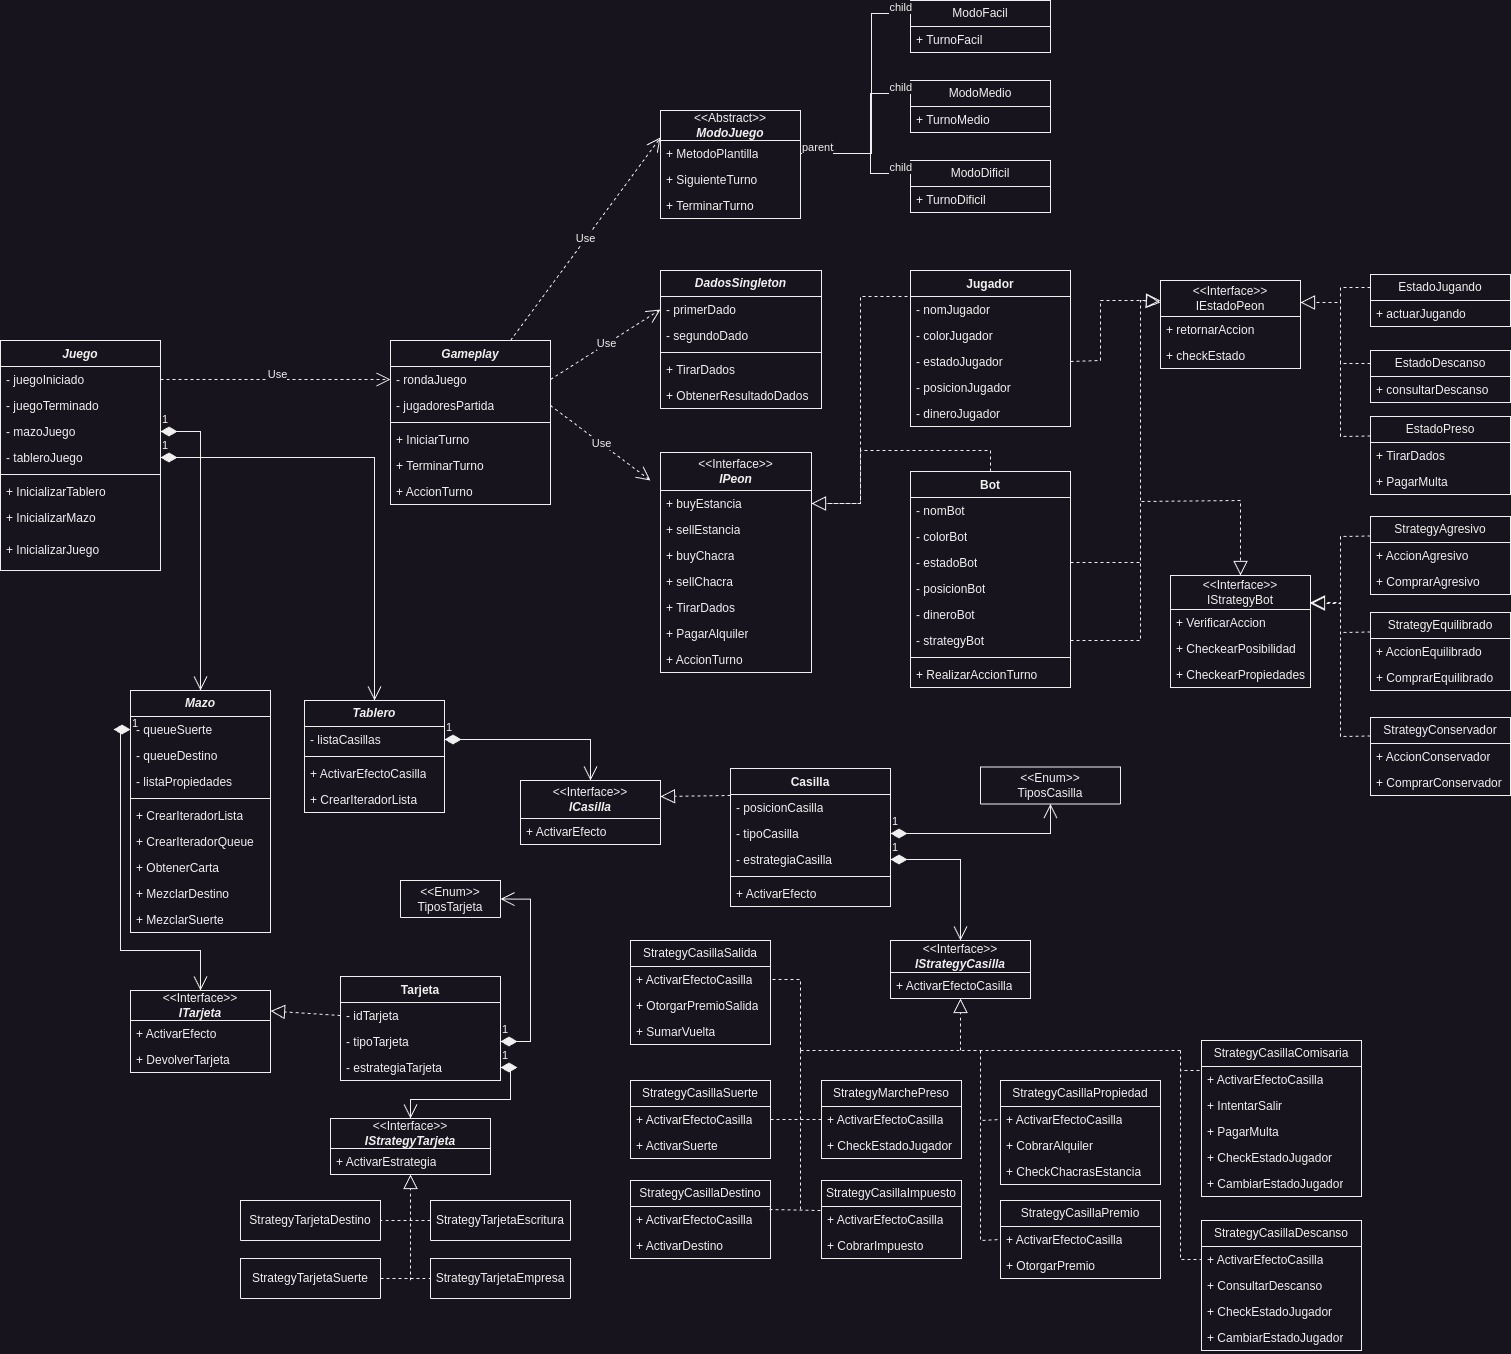 child
ModoFacil
+ TurnoFacil
child
ModoMedio
+ TurnoMedio
<<Abstract>>
ModoJuego
+ MetodoPlantilla
+ SiguienteTurno
+ TerminarTurno
parent
child
ModoDificil
+ TurnoDificil
Use
DadosSingleton
- primerDado
- segundoDado
+ TirarDados
+ ObtenerResultadoDados
Jugador
- nomJugador
- colorJugador
- estadoJugador
- posicionJugador
- dineroJugador
<<Interface>>
IEstadoPeon
+ retornarAccion
+ checkEstado
EstadoJugando
+ actuarJugando
EstadoDescanso
+ consultarDescanso
EstadoPreso
+ TirarDados
+ PagarMulta
Juego
- juegoIniciado
- juegoTerminado
- mazoJuego
- tableroJuego
+ InicializarTablero
+ InicializarMazo
+ InicializarJuego
1
1
Use
Gameplay
- rondaJuego
- jugadoresPartida
+ IniciarTurno
+ TerminarTurno
+ AccionTurno
Use
Use
<<Interface>>
IPeon
+ buyEstancia
+ sellEstancia
+ buyChacra
+ sellChacra
+ TirarDados
+ PagarAlquiler
+ AccionTurno
Bot
- nomBot
- colorBot
- estadoBot
- posicionBot
- dineroBot
- strategyBot
+ RealizarAccionTurno
<<Interface>>
IStrategyBot
+ VerificarAccion
+ CheckearPosibilidad
+ CheckearPropiedades
StrategyAgresivo
+ AccionAgresivo
+ ComprarAgresivo
StrategyEquilibrado
+ AccionEquilibrado
+ ComprarEquilibrado
StrategyConservador
+ AccionConservador
+ ComprarConservador
Mazo
1
- queueSuerte
- queueDestino
- listaPropiedades
+ CrearIteradorLista
+ CrearIteradorQueue
+ ObtenerCarta
+ MezclarDestino
+ MezclarSuerte
Tablero
- listaCasillas
+ ActivarEfectoCasilla
+ CrearIteradorLista
1
<<Interface>>
ICasilla
+ ActivarEfecto
Casilla
- posicionCasilla
- tipoCasilla
- estrategiaCasilla
+ ActivarEfecto
1
1
<<Enum>>
TiposCasilla
<<Enum>>
TiposTarjeta
<<Interface>>
ITarjeta
+ ActivarEfecto
+ DevolverTarjeta
Tarjeta
- idTarjeta
- tipoTarjeta
- estrategiaTarjeta
1
1
<<Interface>>
IStrategyTarjeta
+ ActivarEstrategia
StrategyTarjetaDestino
StrategyTarjetaEscritura
StrategyTarjetaSuerte
StrategyTarjetaEmpresa
<<Interface>>
IStrategyCasilla
+ ActivarEfectoCasilla
StrategyCasillaSalida
+ ActivarEfectoCasilla
+ OtorgarPremioSalida
+ SumarVuelta
StrategyCasillaSuerte
+ ActivarEfectoCasilla
+ ActivarSuerte
StrategyMarchePreso
+ ActivarEfectoCasilla
+ CheckEstadoJugador
StrategyCasillaPropiedad
+ ActivarEfectoCasilla
+ CobrarAlquiler
+ CheckChacrasEstancia
StrategyCasillaComisaria
+ ActivarEfectoCasilla
+ IntentarSalir
+ PagarMulta
+ CheckEstadoJugador
+ CambiarEstadoJugador
StrategyCasillaDestino
+ ActivarEfectoCasilla
+ ActivarDestino
StrategyCasillaImpuesto
+ ActivarEfectoCasilla
+ CobrarImpuesto
StrategyCasillaPremio
+ ActivarEfectoCasilla
+ OtorgarPremio
StrategyCasillaDescanso
+ ActivarEfectoCasilla
+ ConsultarDescanso
+ CheckEstadoJugador
+ CambiarEstadoJugador